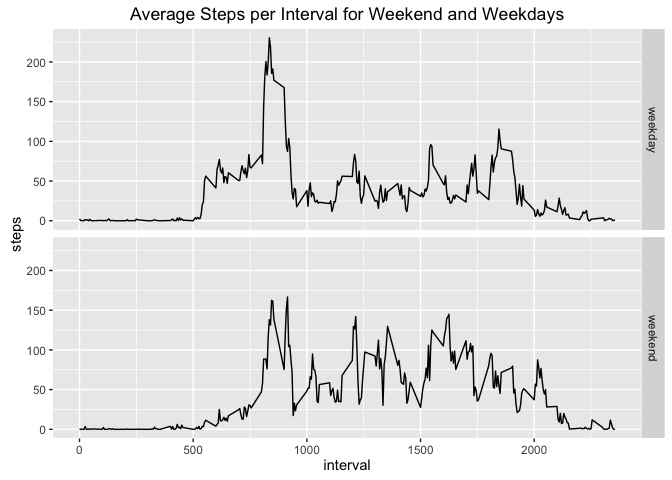 Average Steps per Interval for Weekend and Weekdays
200
150
100
50
0
weekday
steps
200
150
100
50
0
weekend
0 500 1000 1500 2000
interval